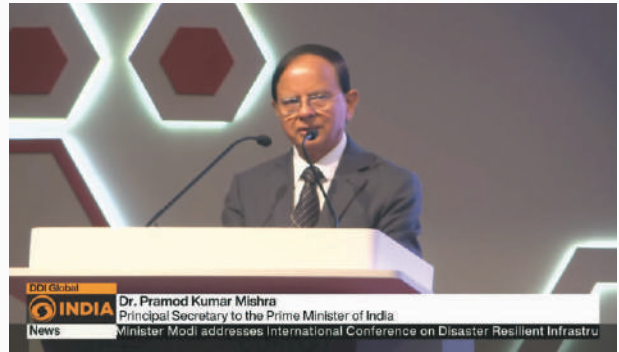 DDI Global
INDIA
Dr. Pramod Kumar Mishra
Principal Secretary to the Prime Minister of India
News
Minister Modi addresses International Conference on Disaster Resilient Infrastru